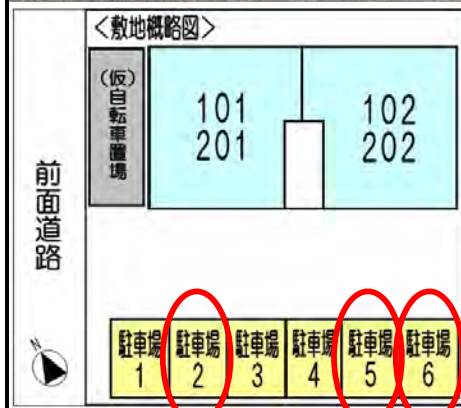 ＜敷地概略図＞
(仮)自転車置場
101
201
102
202
前面道路
N
駐車場
1
駐車場
2
駐車場
3
駐車場
4
駐車場
5
駐車場
6